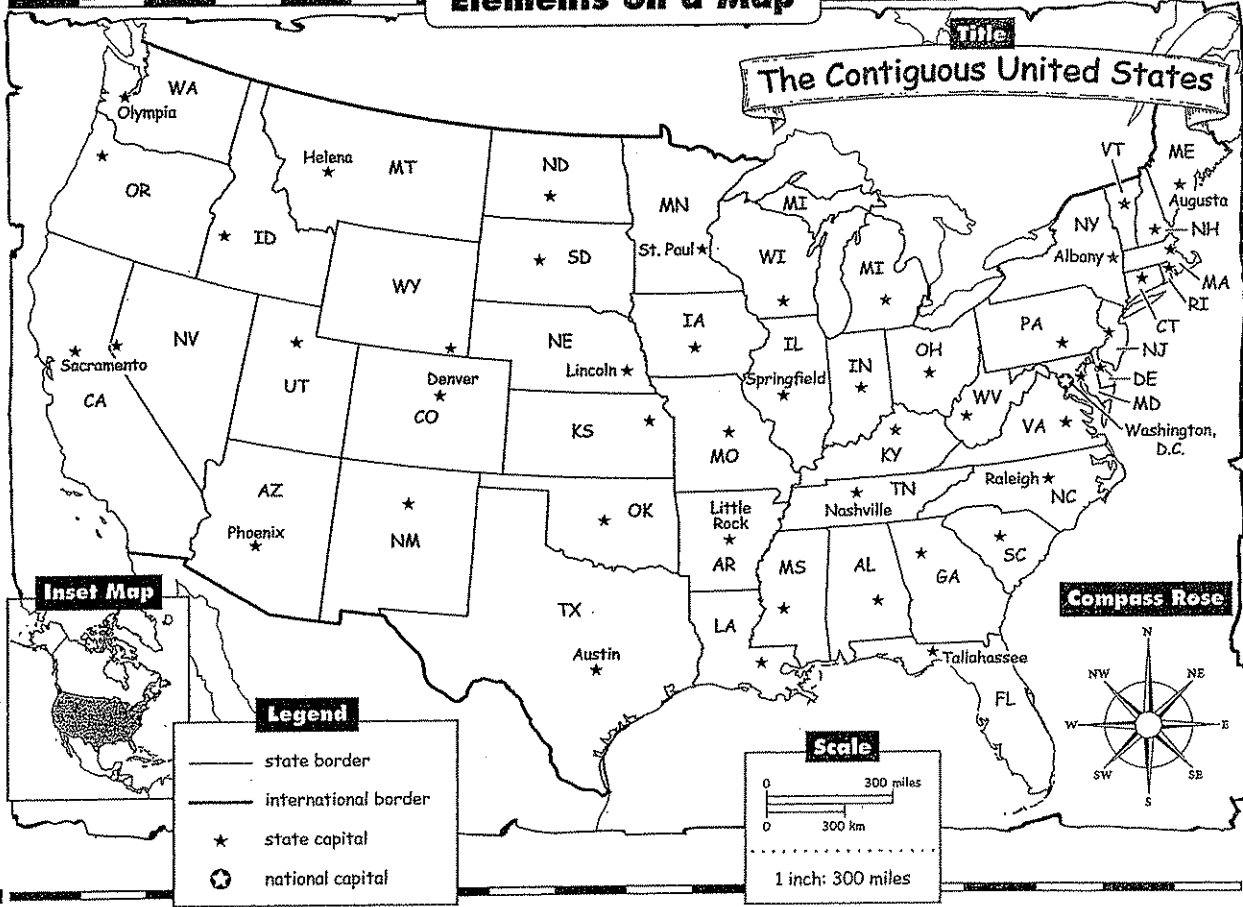 Elements on a Map
Title
The Contiguous United States
WA
Olympia
OR
Helena
MT
ID
ND
MN
SD
St. Paul
WI
MI
MI
VT
ME
Augusta
NY
NH
Albany
MA
RI
CT
WY
NV
Sacramento
CA
UT
Denver
CO
NE
Lincoln
IA
IL
Springfield
IN
OH
PA
NJ
DE
MD
Washington,
D.C.
WV
VA
KS
MO
KY
AZ
Phoenix
NM
OK
Little
Rock
AR
TN
Nashville
Raleigh
NC
SC
MS
AL
GA
TX
Austin
LA
Tallahassee
FL
Inset Map
Legend
state border
international border
state capital
national capital
Scale
0 300 miles
0 300 km
1 inch: 300 miles
Compass Rose
N
NW NE
W E
SW SE
S